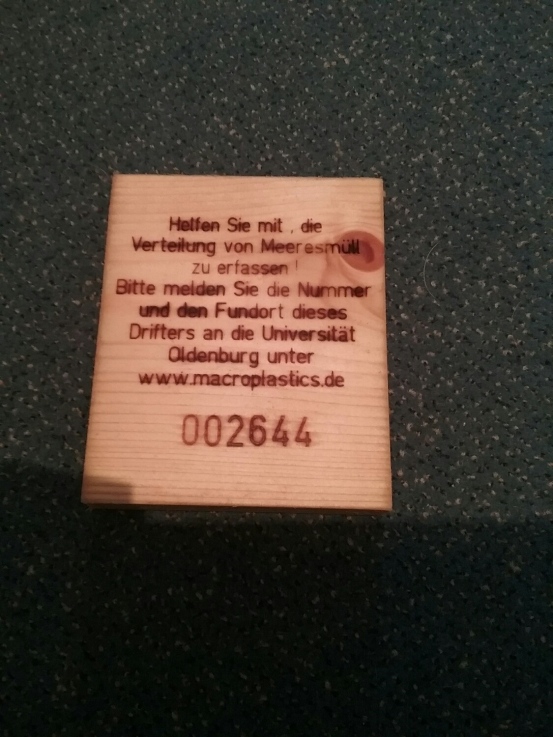 Helfen Sie mit , die
Verteilung von Meeresmüll
zu erfassen !
Bitte melden Sie die Nummer
und den Fundort dieses
Drifters an die Universität
Oldenburg unter
www.macroplastics.de
002644